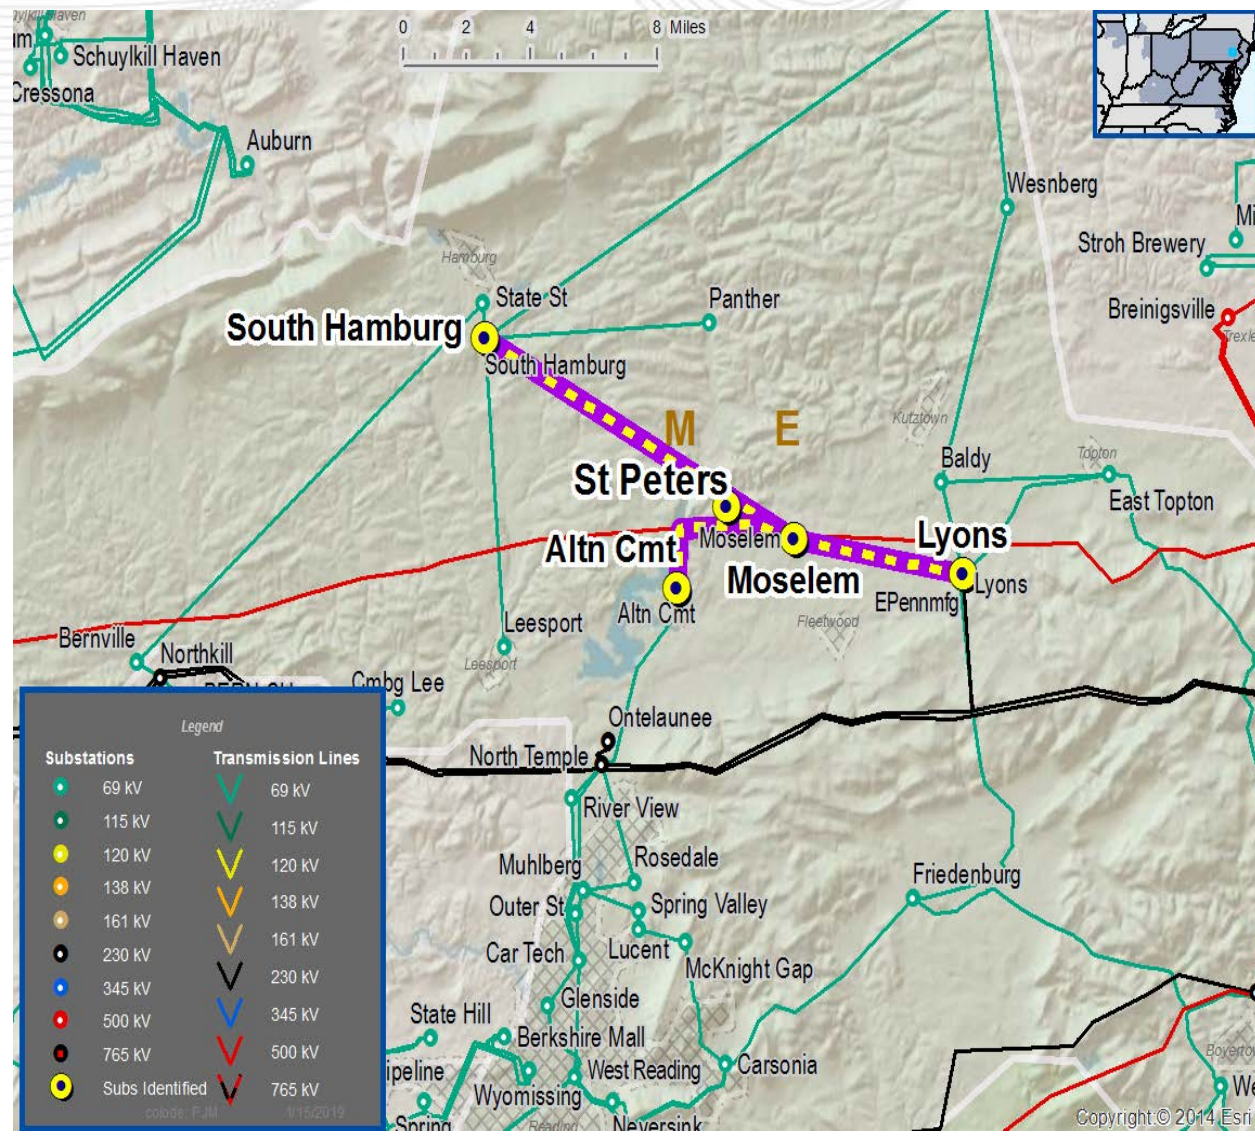 0 2 4 8 Miles
Schuylkill Haven
Cressona
Auburn
Wesnberg
Stroh Brewery
Breinigsville
Hamburg
State St
Panther
South Hamburg
South Hamburg
M E
Kutztown
St Peters
Baldy
Topton
East Topton
Moselem
Lyons
Altn Cmt
Moselem
Lyons
Altn Cmt
EPennmfg
Fleetwood
Leesport
Leesport
Bernville
Northkill
Cmbg Lee
Ontelaunee
North Temple
River View
Muhlberg
Rosedale
Outer St
Spring Valley
Friedenburg
Car Tech
Lucent
McKnight Gap
Glenside
State Hill
Berkshire Mall
West Reading
Carsonia
Wyomissing
Spring
Reading
Neversink
Legend
Substations Transmission Lines
69 kV 69 kV
115 kV 115 kV
120 kV 120 kV
138 kV 138 kV
161 kV 161 kV
230 kV 230 kV
345 kV 345 kV
500 kV 500 kV
765 kV 765 kV
Subs Identified
1/15/2019
Copyright:© 2014 Esri